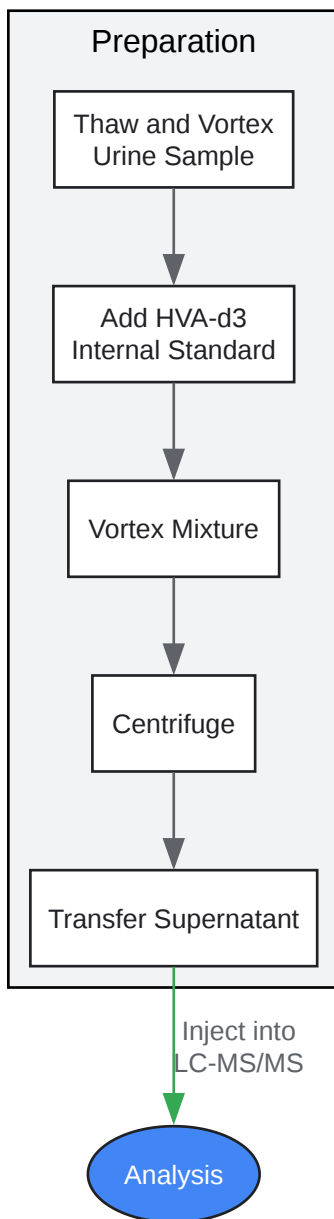 Preparation
Thaw and Vortex
Urine Sample
Add HVA-d3
Internal Standard
Vortex Mixture
Centrifuge
Transfer Supernatant
Inject into
LC-MS/MS
Analysis